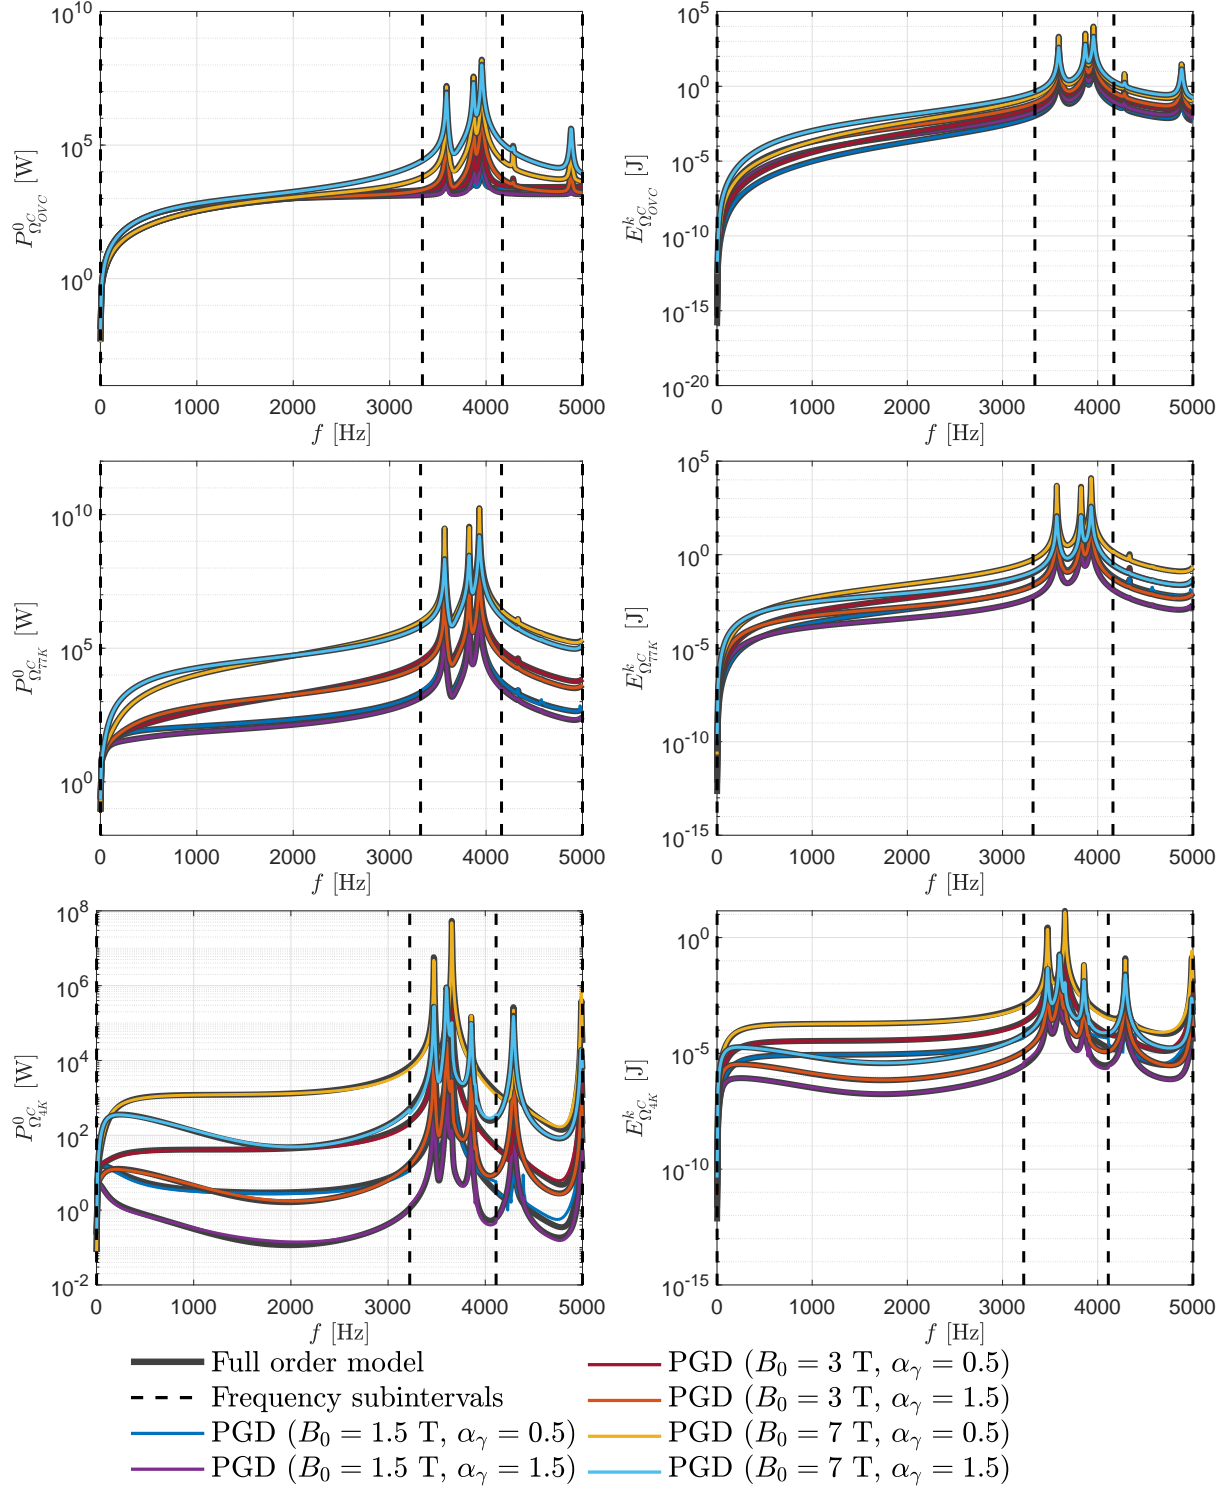 10^10
10^5
10^0
P^0_{Ω^C_{OVC}} [W]
0 1000 2000 3000 4000 5000
f [Hz]
10^5
10^0
10^-5
10^-10
10^-15
10^-20
E^k_{Ω^C_{OVC}} [J]
0 1000 2000 3000 4000 5000
f [Hz]
10^10
10^5
10^0
P^0_{Ω^C_{77K}} [W]
0 1000 2000 3000 4000 5000
f [Hz]
10^5
10^0
10^-5
10^-10
10^-15
E^k_{Ω^C_{77K}} [J]
0 1000 2000 3000 4000 5000
f [Hz]
10^8
10^6
10^4
10^2
10^0
10^-2
P^0_{Ω^C_{4K}} [W]
0 1000 2000 3000 4000 5000
f [Hz]
10^0
10^-5
10^-10
10^-15
E^k_{Ω^C_{4K}} [J]
0 1000 2000 3000 4000 5000
f [Hz]
Full order model
Frequency subintervals
PGD (B_0 = 1.5 T, α_γ = 0.5)
PGD (B_0 = 1.5 T, α_γ = 1.5)
PGD (B_0 = 3 T, α_γ = 0.5)
PGD (B_0 = 3 T, α_γ = 1.5)
PGD (B_0 = 7 T, α_γ = 0.5)
PGD (B_0 = 7 T, α_γ = 1.5)